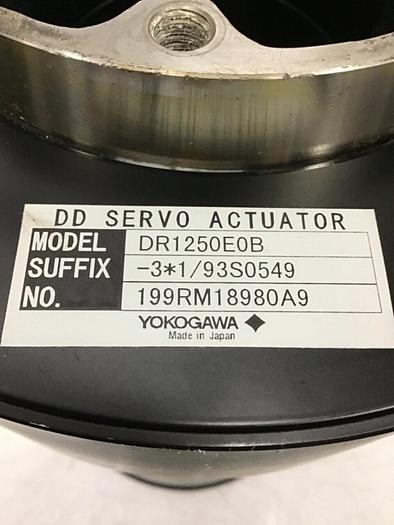 DD SERVO ACTUATOR
MODEL DR1250E0B
SUFFIX -3*1/93S0549
NO. 199RM18980A9
YOKOGAWA
Made in Japan